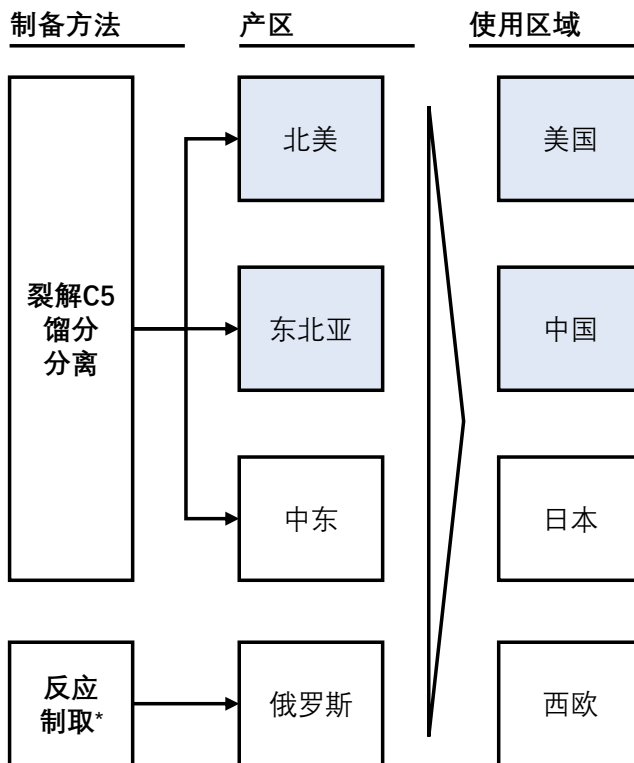 制备方法
产区
使用区域
裂解C5
馏分
分离
北美
美国
东北亚
中国
中东
日本
反应
制取*
俄罗斯
西欧